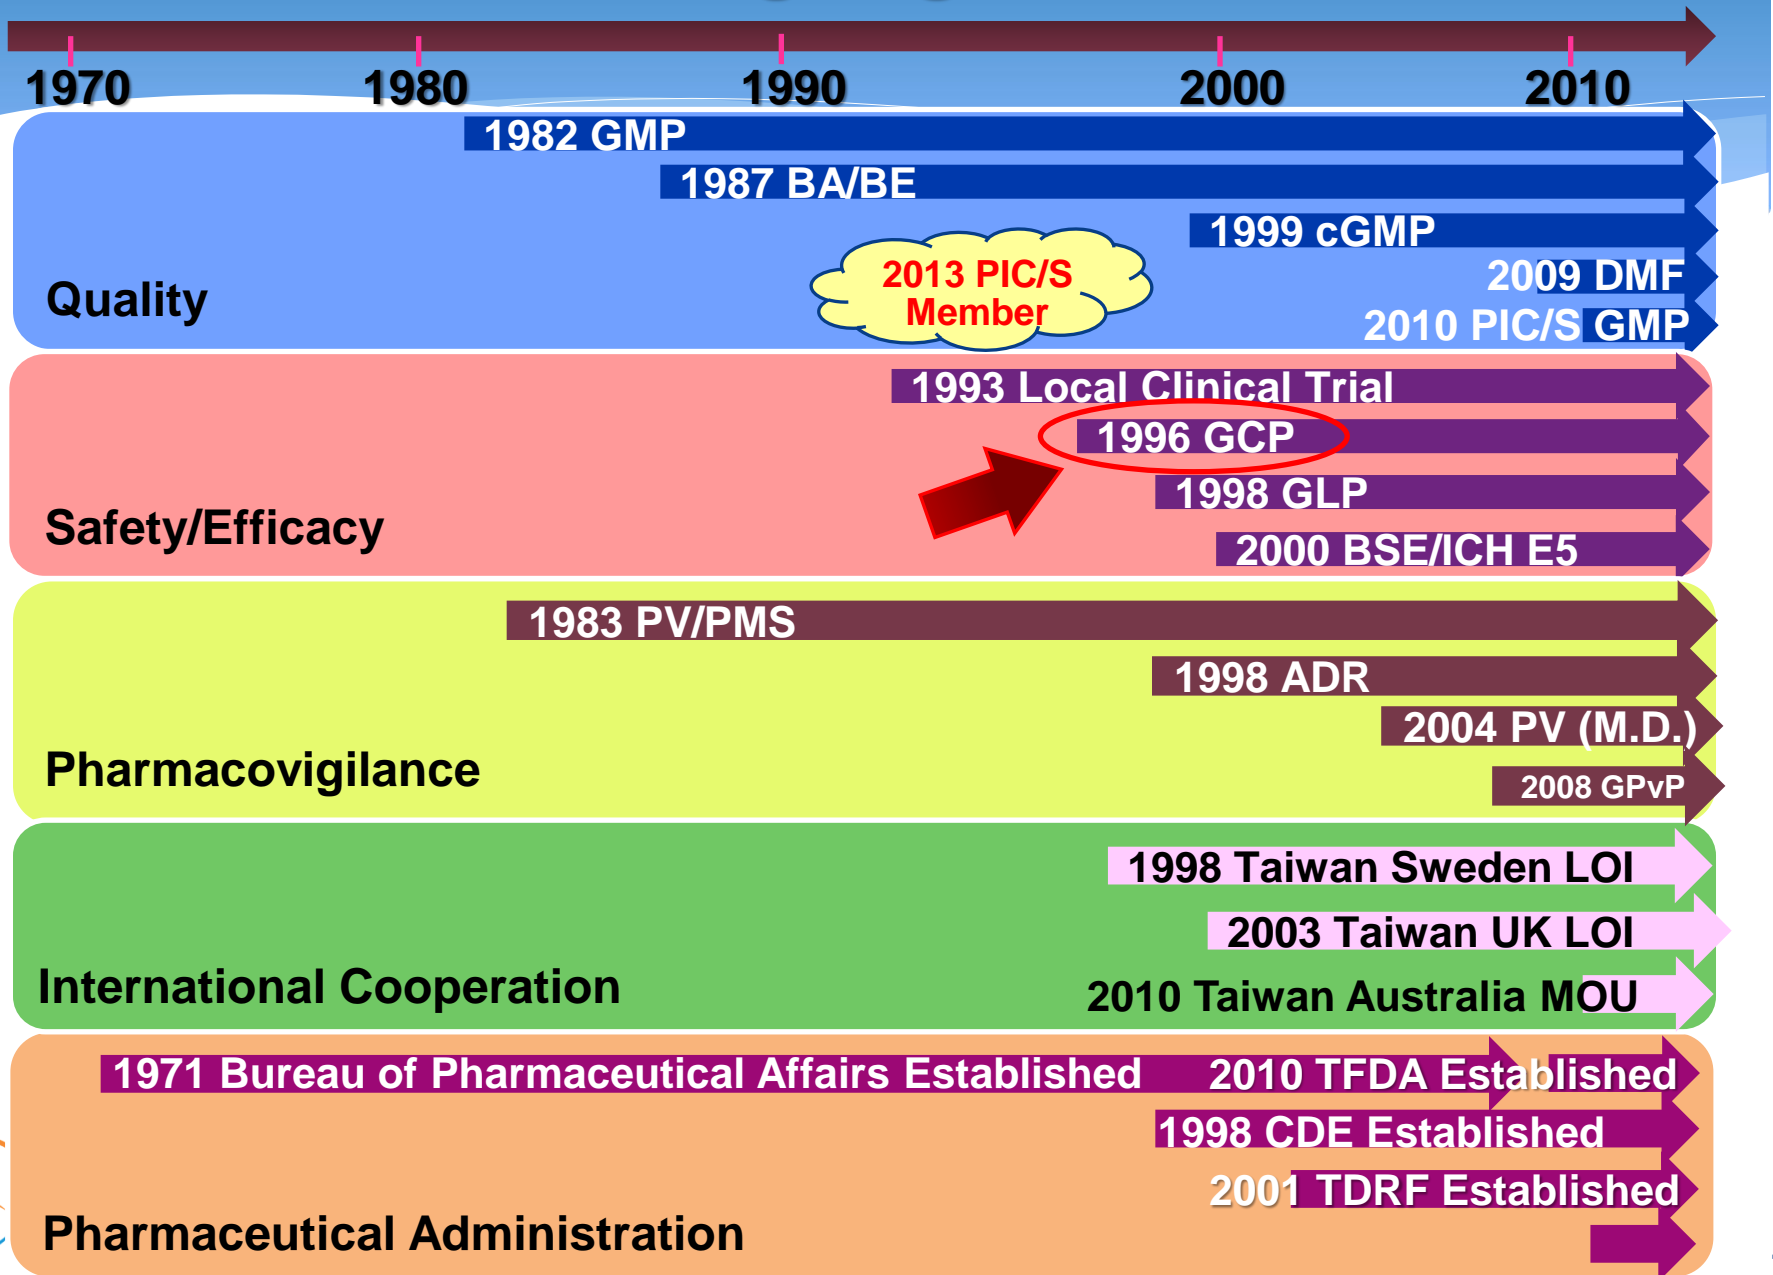 1970 1980 1990 2000 2010
1982 GMP
1987 BA/BE
1999 cGMP
2009 DMF
2010 PIC/S GMP
2013 PIC/S
Member
Quality
1993 Local Clinical Trial
1996 GCP
1998 GLP
2000 BSE/ICH E5
Safety/Efficacy
1983 PV/PMS
1998 ADR
2004 PV (M.D.)
2008 GPvP
Pharmacovigilance
1998 Taiwan Sweden LOI
2003 Taiwan UK LOI
2010 Taiwan Australia MOU
International Cooperation
1971 Bureau of Pharmaceutical Affairs Established 2010 TFDA Established
1998 CDE Established
2001 TDRF Established
Pharmaceutical Administration